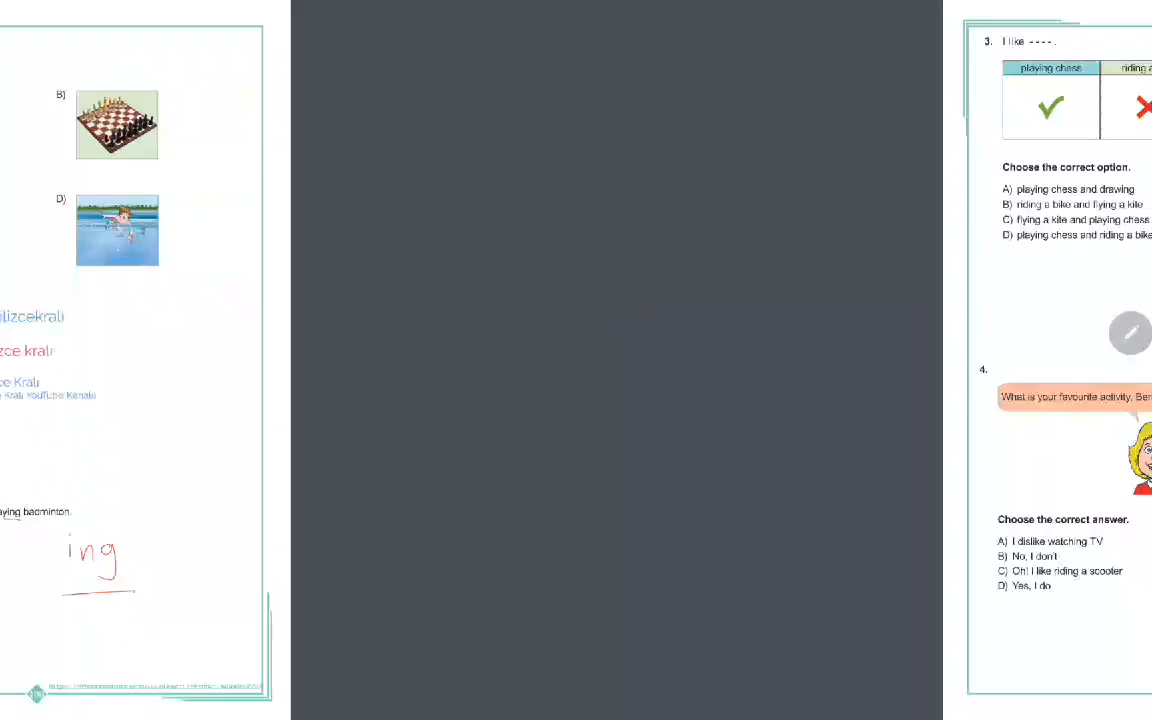 B)
D)
ilizcekralı
zce kralı
ce Kralı
Kralı YouTube Kanalı
aying badminton.
ing
3. I like ---- .
playing chess
riding a
Choose the correct option.
A) playing chess and drawing
B) riding a bike and flying a kite
C) flying a kite and playing chess
D) playing chess and riding a bike
4.
What is your favourite activity, Ber
Choose the correct answer.
A) I dislike watching TV
B) No, I don't
C) Oh! I like riding a scooter
D) Yes, I do